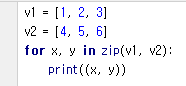 v1 = [1, 2, 3]
v2 = [4, 5, 6]
for x, y in zip(v1, v2):
    print((x, y))